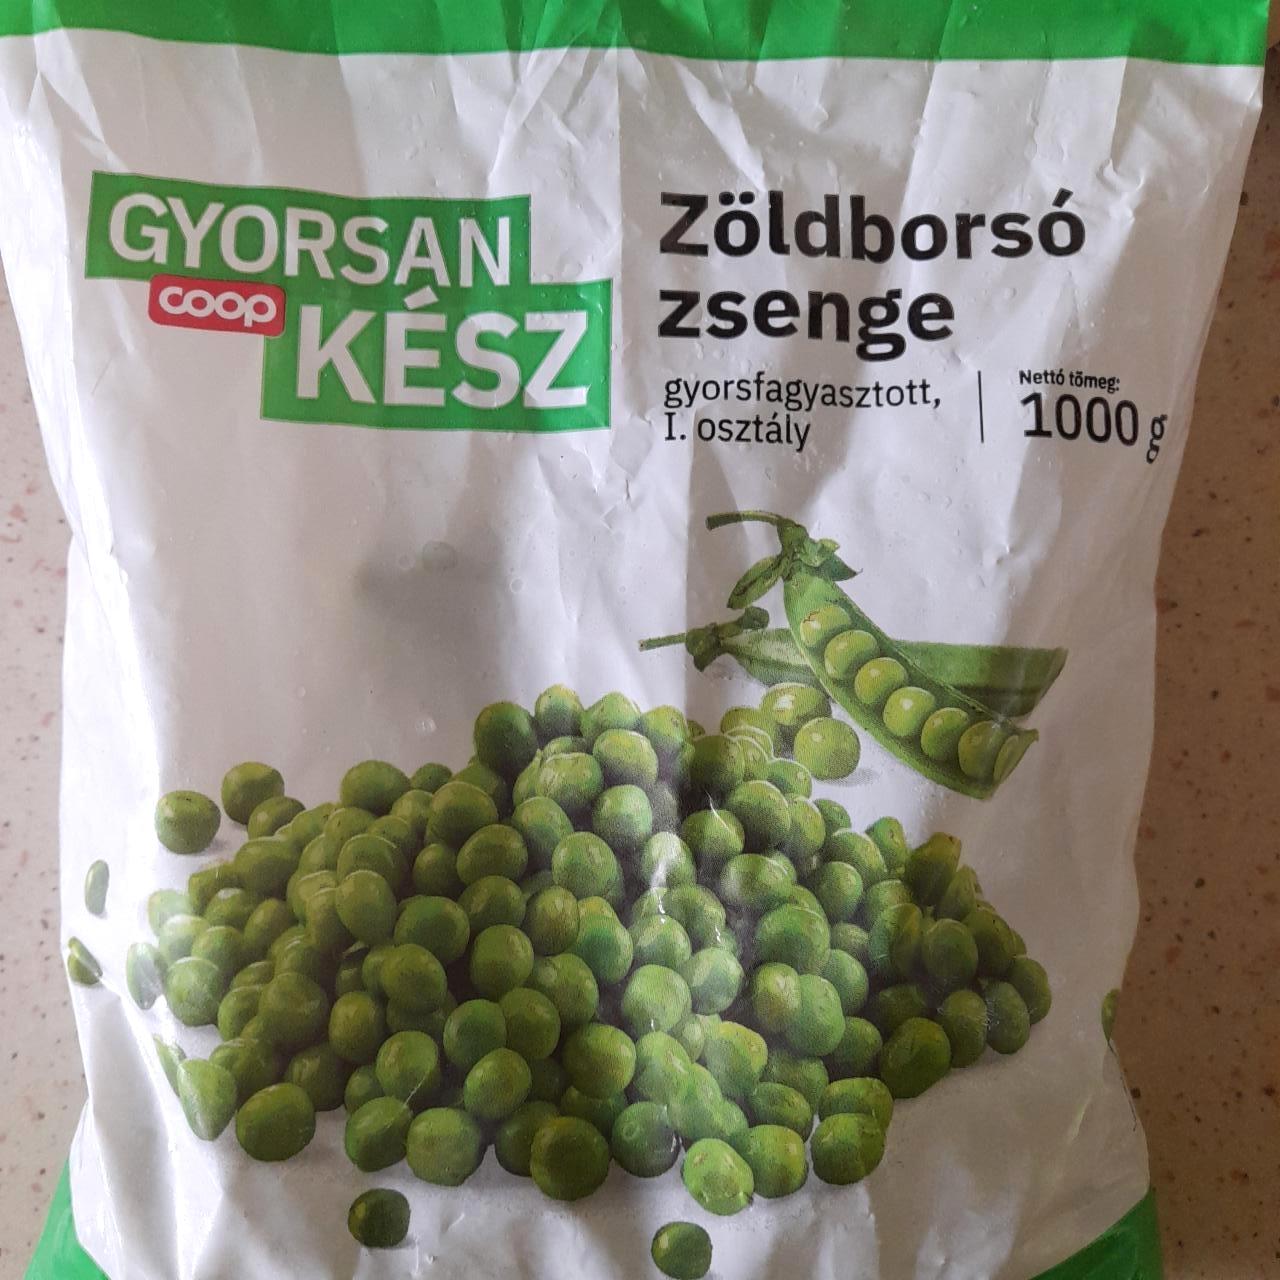 GYORSAN
coop
KÉSZ
Zöldborsó
zsenge
gyorsfagyasztott,
I. osztály
Nettó tömeg:
1000 g